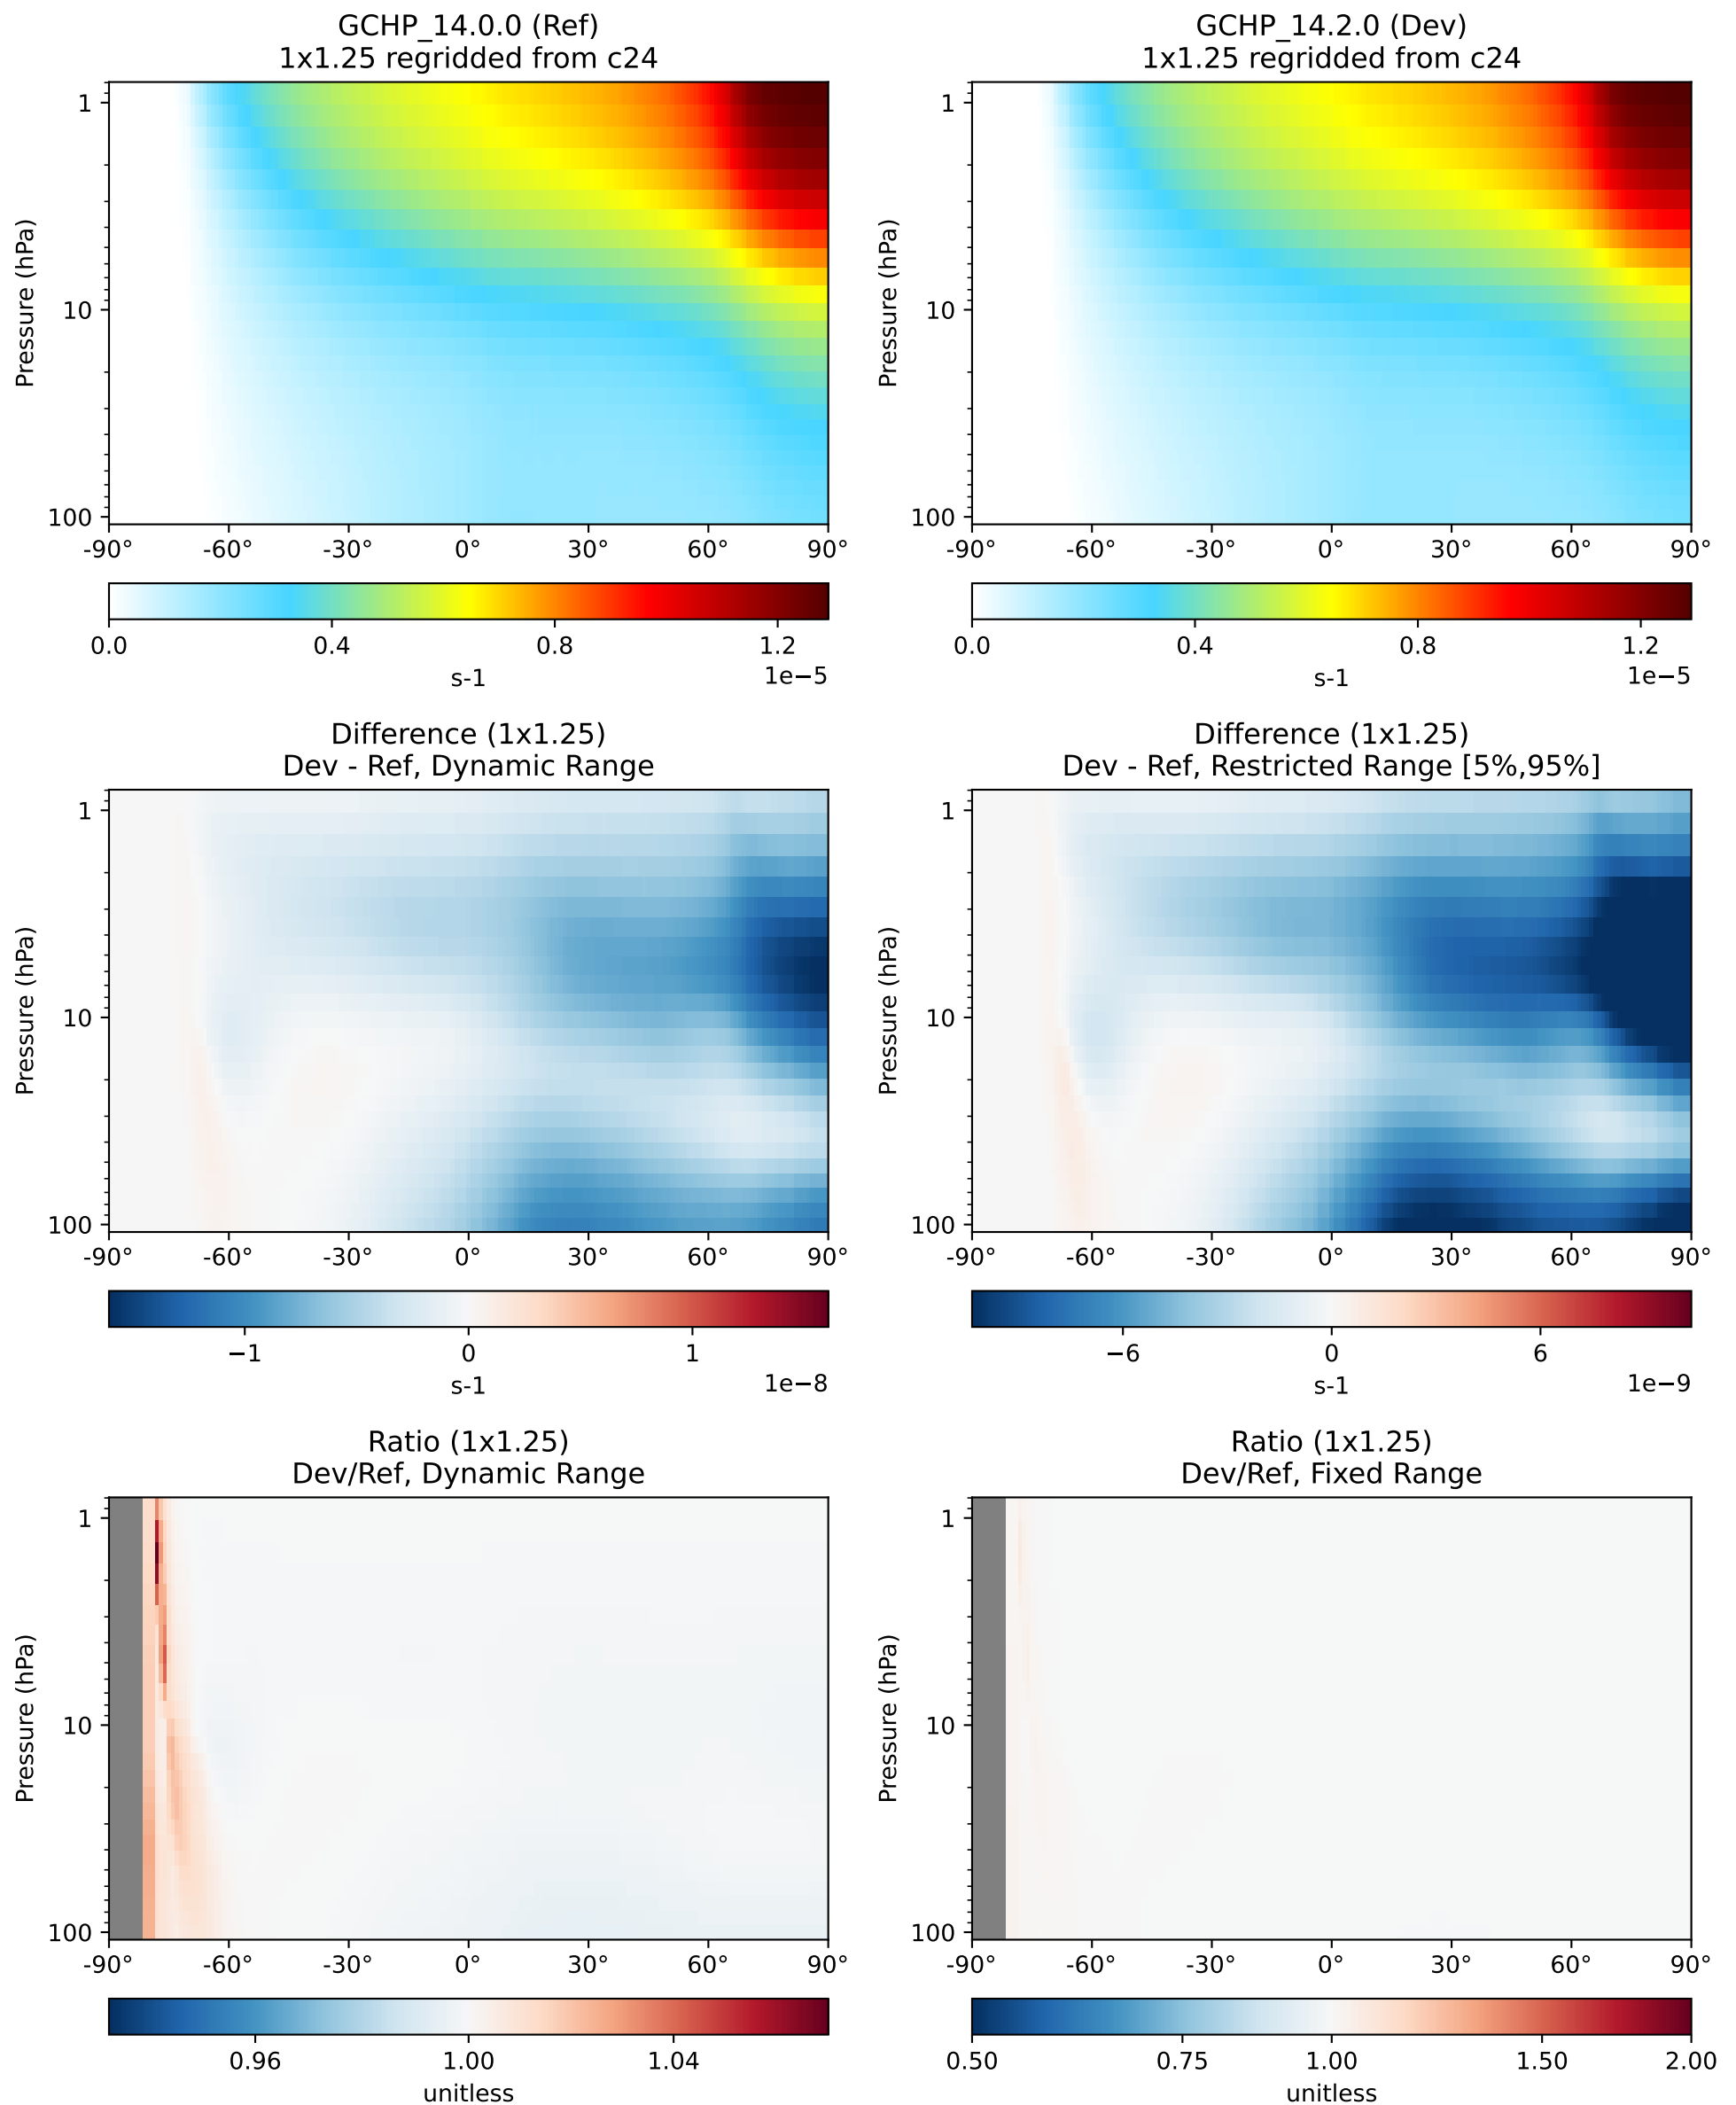 GCHP_14.0.0 (Ref)
1x1.25 regridded from c24
Pressure (hPa)
1
10
100
-90° -60° -30° 0° 30° 60° 90°
0.0 0.4 0.8 1.2
s-1
1e−5
GCHP_14.2.0 (Dev)
1x1.25 regridded from c24
Pressure (hPa)
1
10
100
-90° -60° -30° 0° 30° 60° 90°
0.0 0.4 0.8 1.2
s-1
1e−5
Difference (1x1.25)
Dev - Ref, Dynamic Range
Pressure (hPa)
1
10
100
-90° -60° -30° 0° 30° 60° 90°
−1 0 1
s-1
1e−8
Difference (1x1.25)
Dev - Ref, Restricted Range [5%,95%]
Pressure (hPa)
1
10
100
-90° -60° -30° 0° 30° 60° 90°
−6 0 6
s-1
1e−9
Ratio (1x1.25)
Dev/Ref, Dynamic Range
Pressure (hPa)
1
10
100
-90° -60° -30° 0° 30° 60° 90°
0.96 1.00 1.04
unitless
Ratio (1x1.25)
Dev/Ref, Fixed Range
Pressure (hPa)
1
10
100
-90° -60° -30° 0° 30° 60° 90°
0.50 0.75 1.00 1.50 2.00
unitless